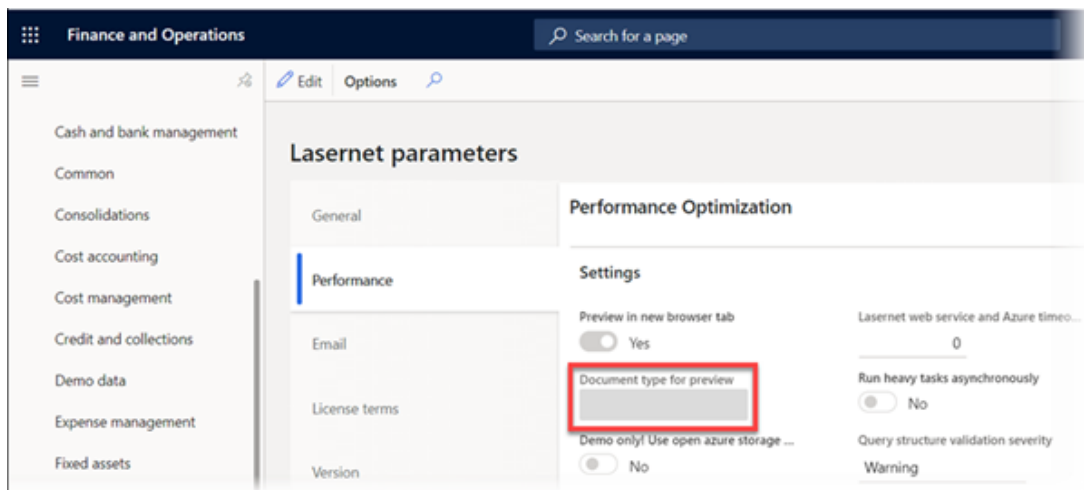 Finance and Operations
Search for a page
Edit
Options
Cash and bank management
Common
Consolidations
Cost accounting
Cost management
Credit and collections
Demo data
Expense management
Fixed assets
Lasernet parameters
General
Performance
Email
License terms
Version
Performance Optimization
Settings
Preview in new browser tab
Yes
Lasernet web service and Azure timeo...
0
Document type for preview
Run heavy tasks asynchronously
No
Demo only! Use open azure storage ...
No
Query structure validation severity
Warning